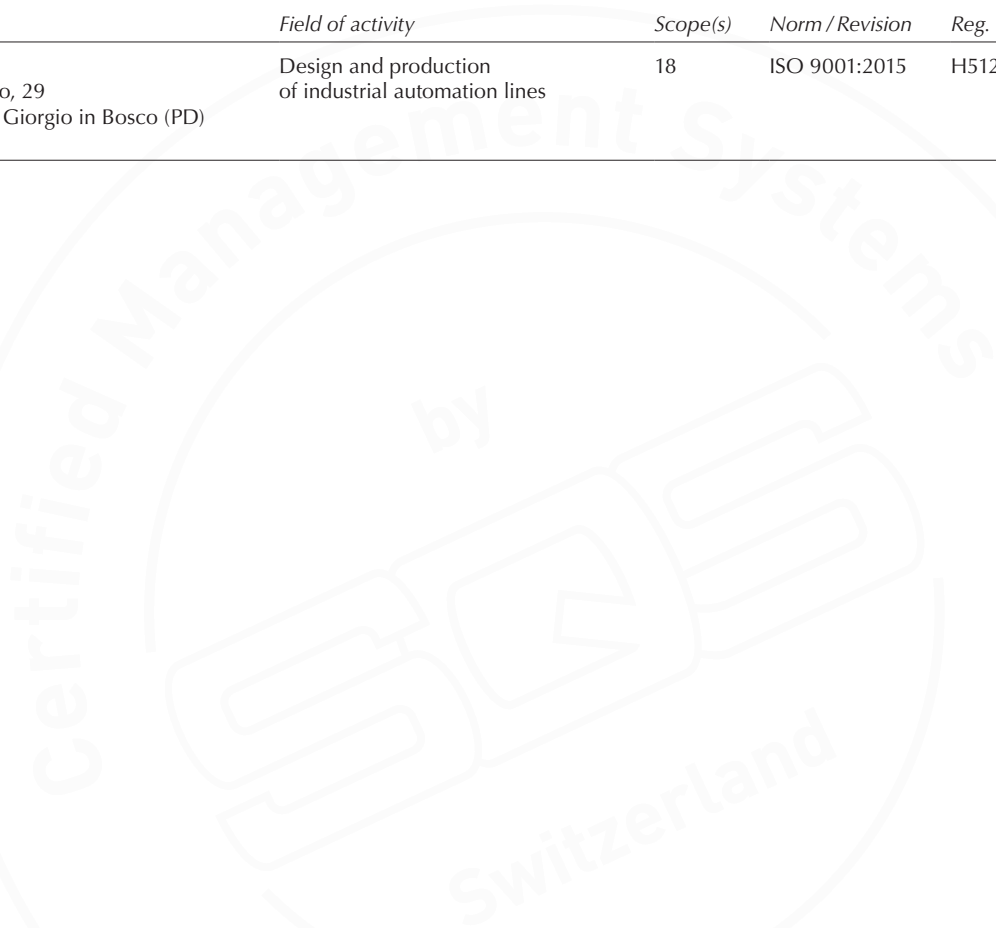 Field of activity Scope(s) Norm / Revision Reg.
Design and production 18 ISO 9001:2015 H512
o, 29 of industrial automation lines
Giorgio in Bosco (PD)
Certified Management Systems
by
SQS
Switzerland